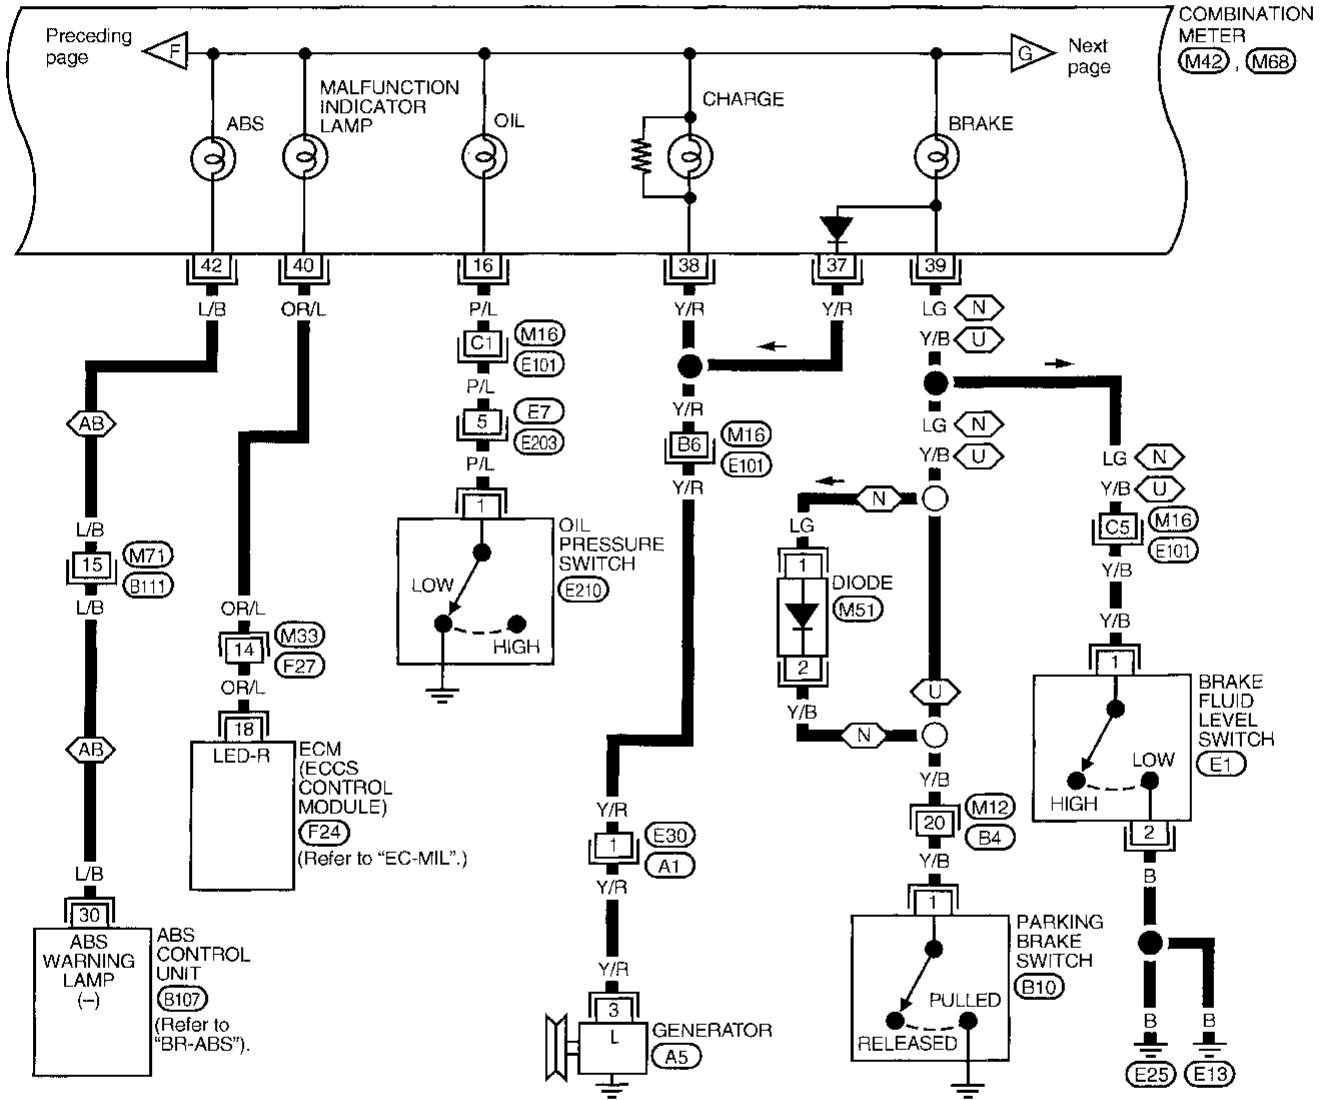 COMBINATION
METER
M42 , M68
Preceding
page
F
G
Next
page
ABS
MALFUNCTION
INDICATOR
LAMP
OIL
CHARGE
BRAKE
42
40
16
38
37
39
L/B
OR/L
P/L
Y/R
Y/R
LG N
Y/B U
C1
M16
E101
P/L
5
E7
E203
P/L
1
OIL
PRESSURE
SWITCH
E210
LOW
HIGH
AB
L/B
15
M71
B111
L/B
AB
L/B
30
ABS
WARNING
LAMP
(–)
ABS
CONTROL
UNIT
B107
(Refer to
"BR-ABS").
OR/L
14
M33
F27
OR/L
18
LED-R
ECM
(ECCS
CONTROL
MODULE)
F24
(Refer to "EC-MIL".)
Y/R
B6
M16
E101
Y/R
Y/R
1
E30
A1
Y/R
Y/R
3
L
GENERATOR
A5
LG N
Y/B U
N
LG
1
DIODE
M51
2
Y/B
N
U
Y/B
20
M12
B4
Y/B
1
PARKING
BRAKE
SWITCH
B10
PULLED
RELEASED
LG N
Y/B U
C5
M16
E101
Y/B
Y/B
1
BRAKE
FLUID
LEVEL
SWITCH
E1
LOW
HIGH
2
B
B
B
E25
E13